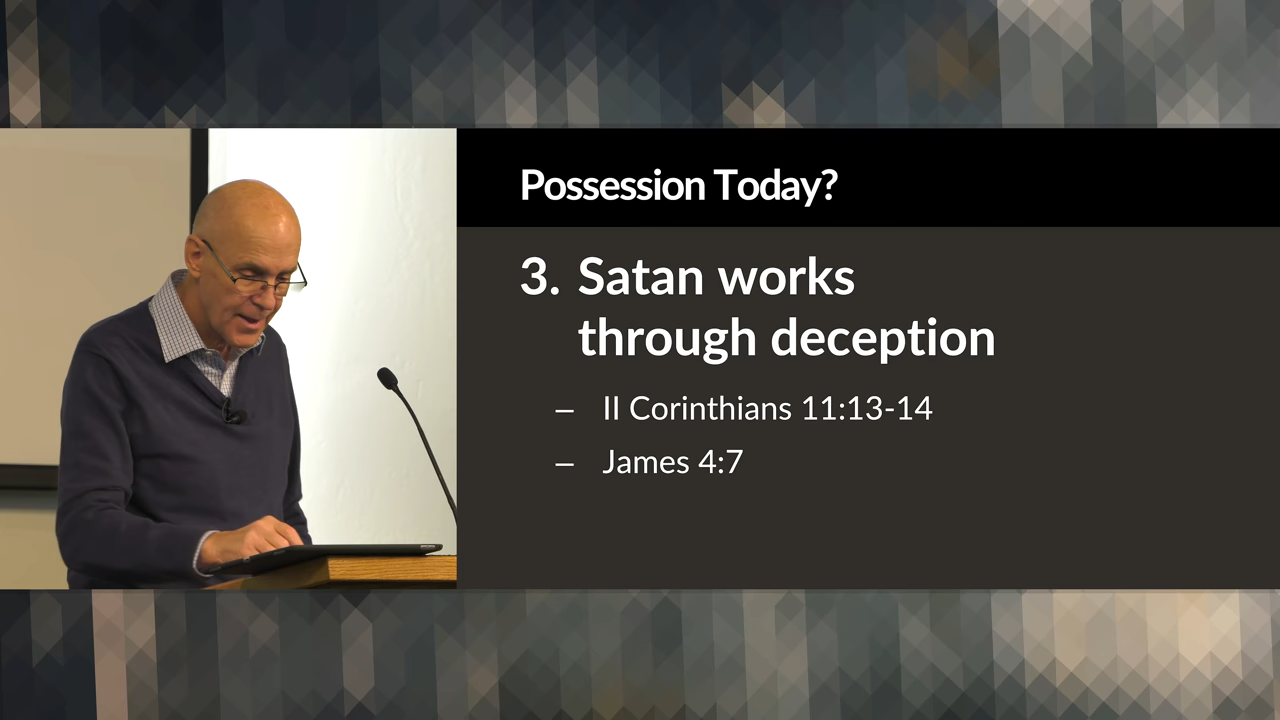 Possession Today?
3. Satan works
through deception
– II Corinthians 11:13-14
– James 4:7